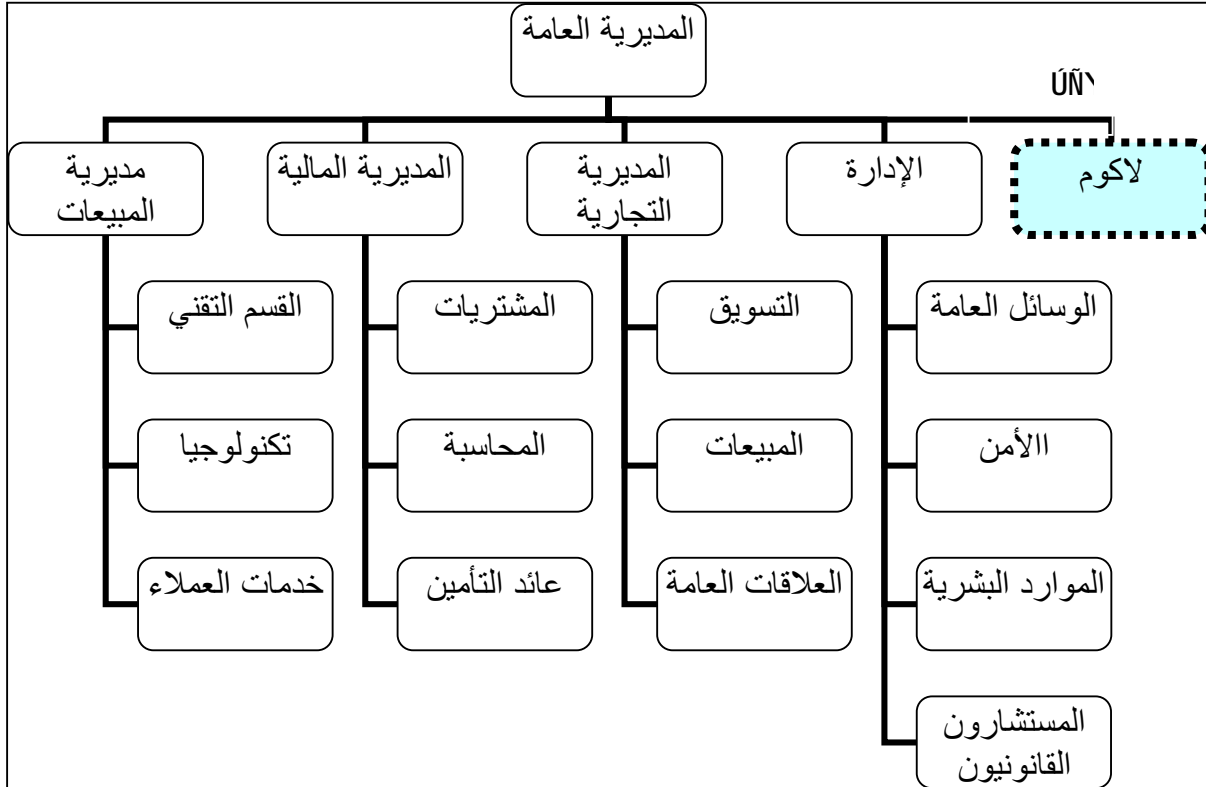 المديرية العامة
ÚÑ
لاكوم
الإدارة
المديرية
التجارية
المديرية المالية
مديرية
المبيعات
الوسائل العامة
التسويق
المشتريات
القسم التقني
االأمن
المبيعات
المحاسبة
تكنولوجيا
الموارد البشرية
العلاقات العامة
عائد التأمين
خدمات العملاء
المستشارون
القانونيون